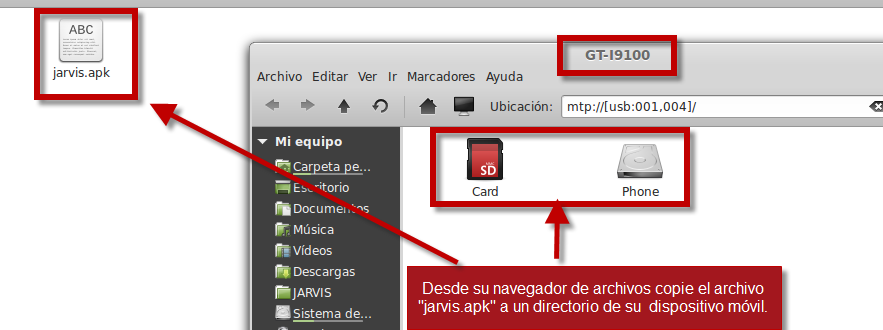 ABC
jarvis.apk
GT-I9100
Archivo Editar Ver Ir Marcadores Ayuda
Ubicación: mtp://[usb:001,004]/
Mi equipo
Carpeta pe...
Escritorio
Documentos
Música
Vídeos
Descargas
JARVIS
Sistema de...
SD
Card
Phone
Desde su navegador de archivos copie el archivo
"jarvis.apk" a un directorio de su dispositivo móvil.